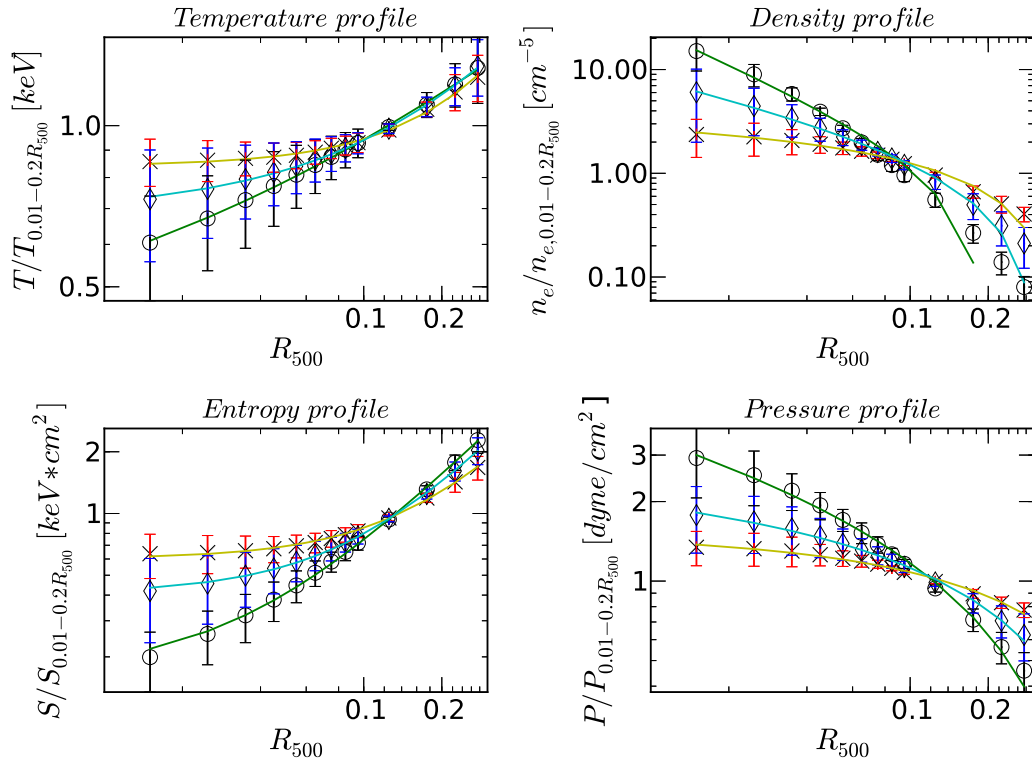 Temperature profile
T/T0.01−0.2R500 [keV]
1.0
0.5
0.1 0.2
R500
Density profile
ne/ne,0.01−0.2R500 [cm−5]
10.00
1.00
0.10
0.1 0.2
R500
Entropy profile
S/S0.01−0.2R500 [keV∗cm2]
2
1
0.1 0.2
R500
Pressure profile
P/P0.01−0.2R500 [dyne/cm2]
3
2
1
0.1 0.2
R500